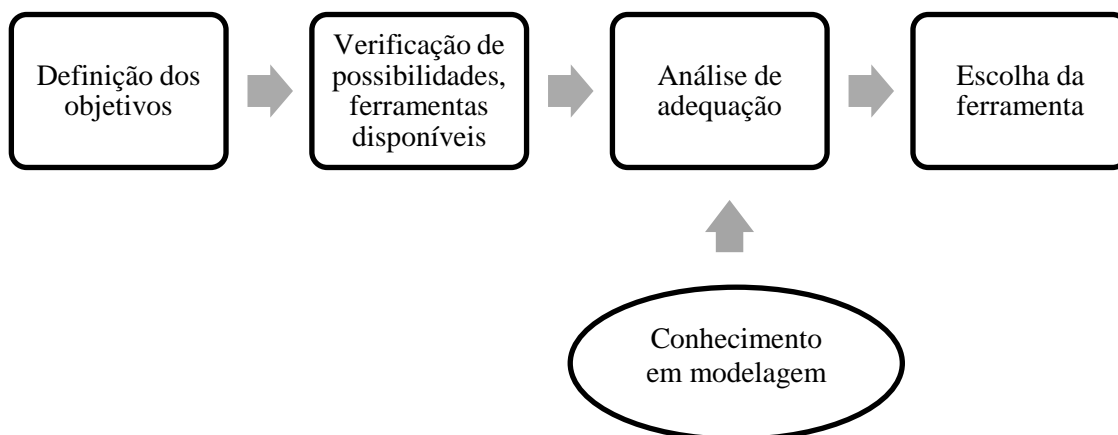 Definição dos
objetivos
Verificação de
possibilidades,
ferramentas
disponíveis
Análise de
adequação
Escolha da
ferramenta
Conhecimento
em modelagem